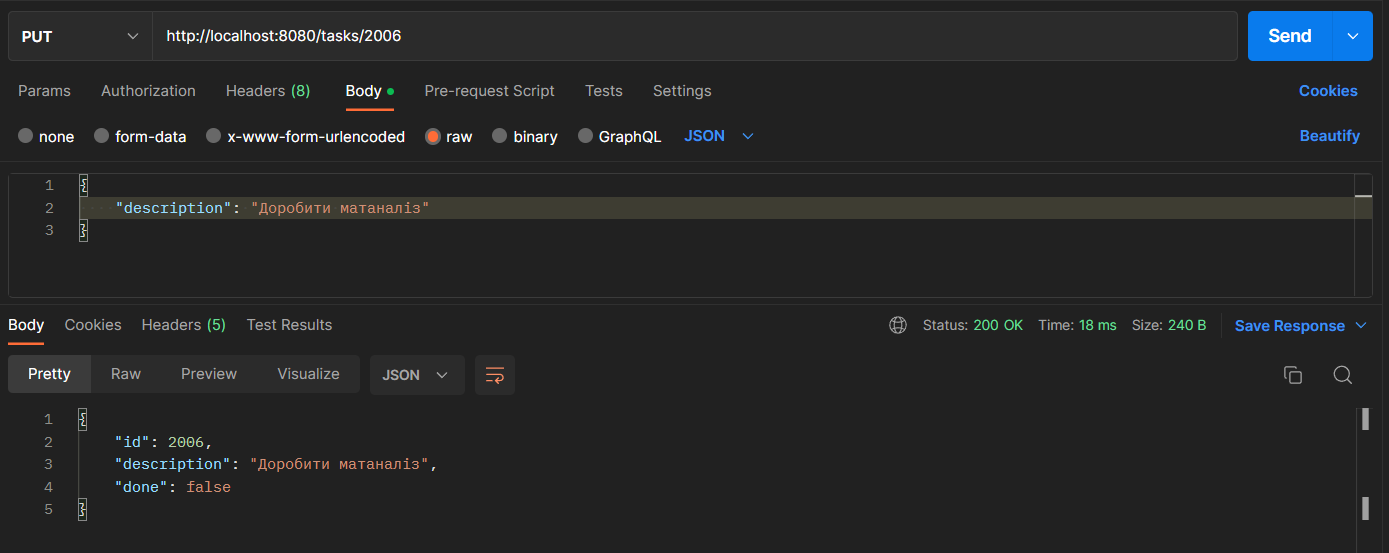 PUT http://localhost:8080/tasks/2006 Send
Params Authorization Headers (8) Body Pre-request Script Tests Settings Cookies
none form-data x-www-form-urlencoded raw binary GraphQL JSON Beautify
1 {
2 "description": "Доробити матаналіз"
3 }
Body Cookies Headers (5) Test Results Status: 200 OK Time: 18 ms Size: 240 B Save Response
Pretty Raw Preview Visualize JSON
1 {
2 "id": 2006,
3 "description": "Доробити матаналіз",
4 "done": false
5 }